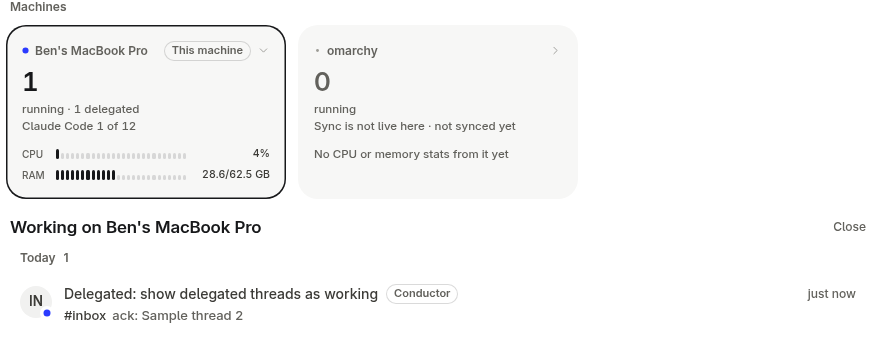 Machines
Ben's MacBook Pro This machine
1
running · 1 delegated
Claude Code 1 of 12
CPU 4%
RAM 28.6/62.5 GB
omarchy
0
running
Sync is not live here · not synced yet
No CPU or memory stats from it yet
Working on Ben's MacBook Pro Close
Today 1
IN Delegated: show delegated threads as working Conductor just now
#inbox ack: Sample thread 2